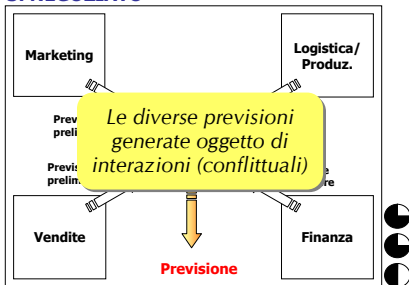 Marketing
Logistica/
Produz.
Le diverse previsioni
generate oggetto di
interazioni (conflittuali)
Vendite
Finanza
Previsione